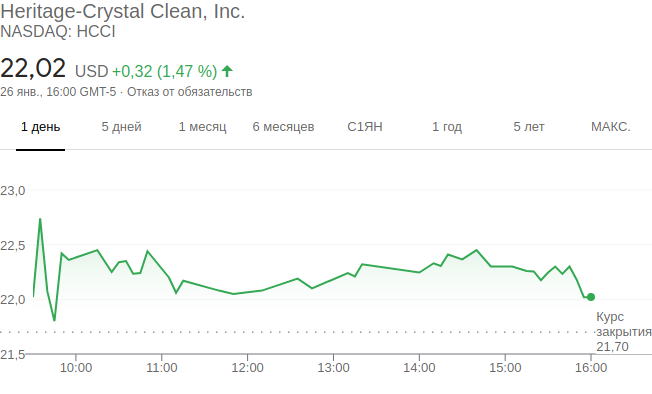 Heritage-Crystal Clean, Inc.
NASDAQ: HCCI
22,02 USD +0,32 (1,47 %)
26 янв., 16:00 GMT-5 · Отказ от обязательств
1 день 5 дней 1 месяц 6 месяцев С1ЯН 1 год 5 лет МАКС.
23,0
22,5
22,0
Курс
закрытия
21,70
21,5
10:00 11:00 12:00 13:00 14:00 15:00 16:00